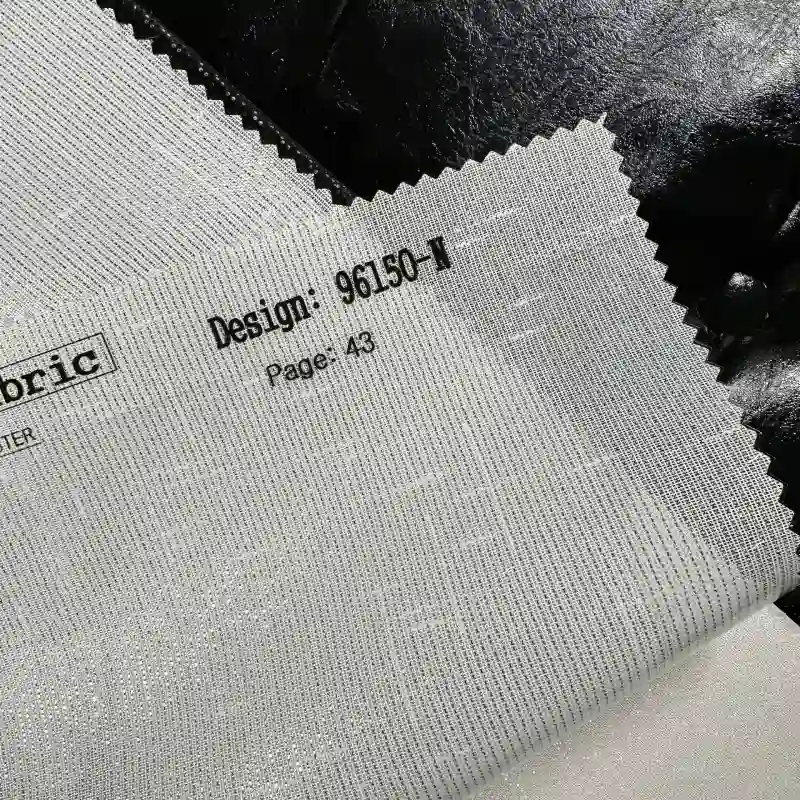 Design: 96150-N
Page: 43
bric
TER